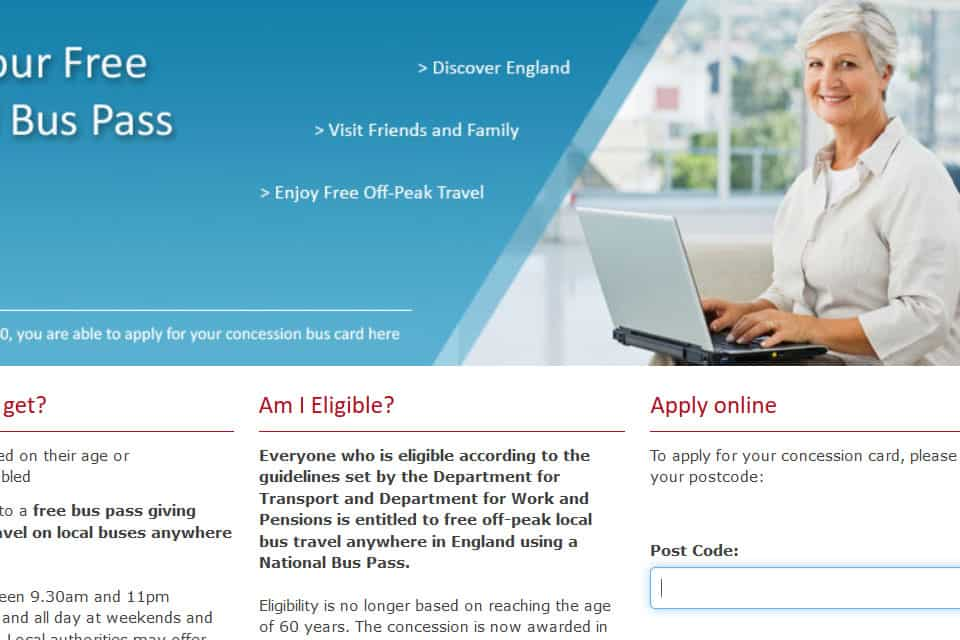 our Free
Bus Pass
> Discover England
> Visit Friends and Family
> Enjoy Free Off-Peak Travel
0, you are able to apply for your concession bus card here
get?
ed on their age or
bled
to a free bus pass giving
avel on local buses anywhere
een 9.30am and 11pm
and all day at weekends and
. Local authorities may offer
Am I Eligible?
Everyone who is eligible according to the
guidelines set by the Department for
Transport and Department for Work and
Pensions is entitled to free off-peak local
bus travel anywhere in England using a
National Bus Pass.
Eligibility is no longer based on reaching the age
of 60 years. The concession is now awarded in
Apply online
To apply for your concession card, please
your postcode:
Post Code: